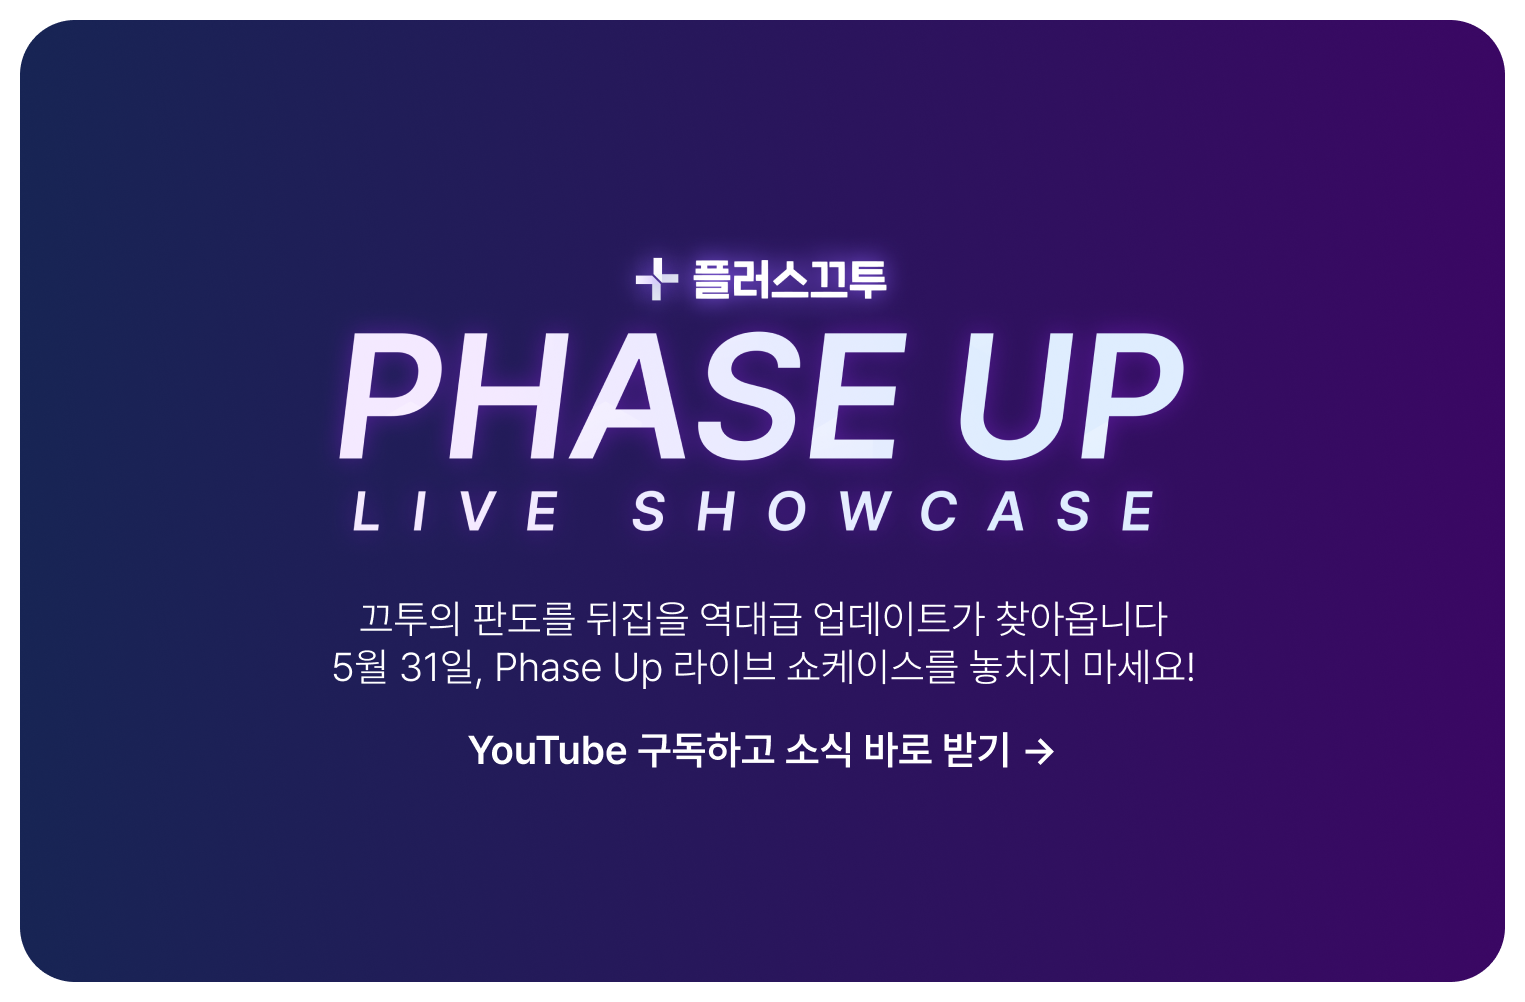 플러스끄투
PHASE UP
LIVE SHOWCASE
끄투의 판도를 뒤집을 역대급 업데이트가 찾아옵니다
5월 31일, Phase Up 라이브 쇼케이스를 놓치지 마세요!
YouTube 구독하고 소식 바로 받기 →